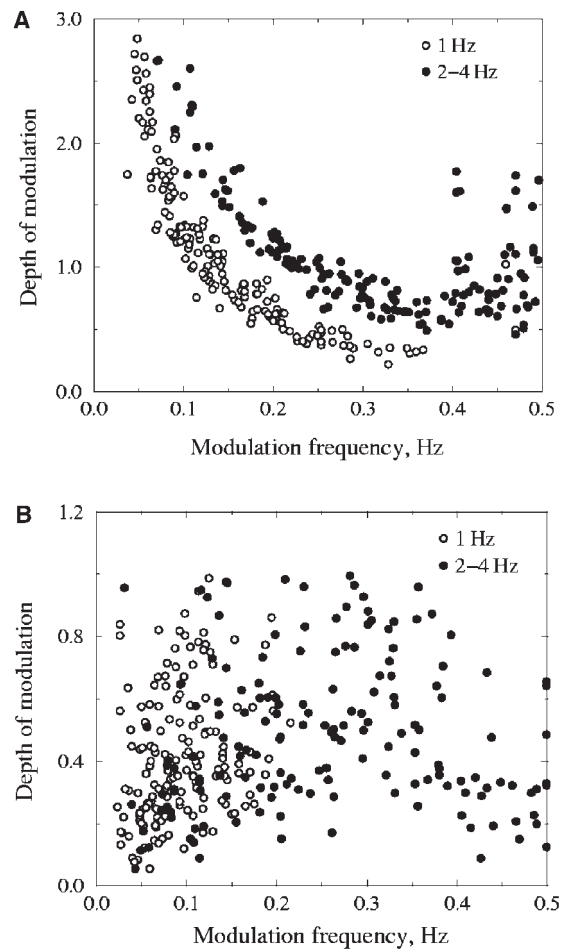 A
3.0
1 Hz
2–4 Hz
2.0
Depth of modulation
1.0
0.0
0.0 0.1 0.2 0.3 0.4 0.5
Modulation frequency, Hz
B
1.2
1 Hz
2–4 Hz
0.8
Depth of modulation
0.4
0.0
0.0 0.1 0.2 0.3 0.4 0.5
Modulation frequency, Hz